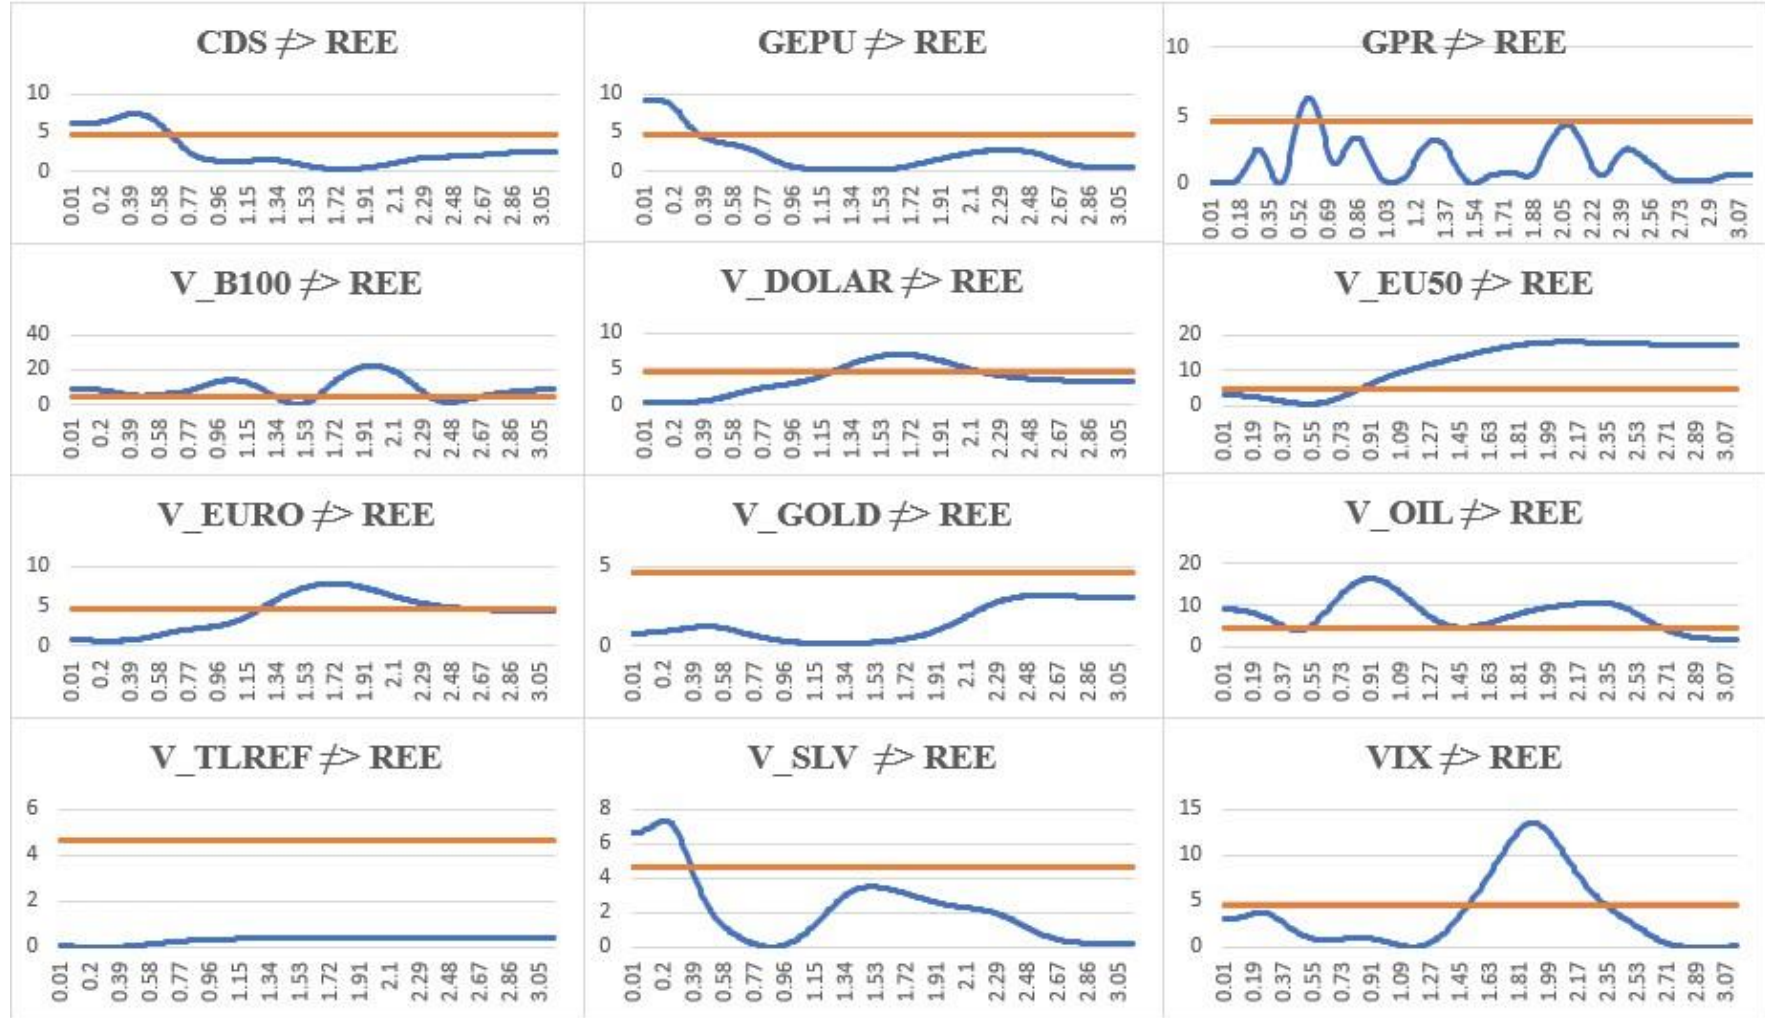 CDS ≠> REE
10
5
0
0.01 0.2 0.39 0.58 0.77 0.96 1.15 1.34 1.53 1.72 1.91 2.1 2.29 2.48 2.67 2.86 3.05
GEPU ≠> REE
10
5
0
0.01 0.2 0.39 0.58 0.77 0.96 1.15 1.34 1.53 1.72 1.91 2.1 2.29 2.48 2.67 2.86 3.05
GPR ≠> REE
10
5
0
0.01 0.18 0.35 0.52 0.69 0.86 1.03 1.2 1.37 1.54 1.71 1.88 2.05 2.22 2.39 2.56 2.73 2.9 3.07
V_B100 ≠> REE
40
20
0
0.01 0.2 0.39 0.58 0.77 0.96 1.15 1.34 1.53 1.72 1.91 2.1 2.29 2.48 2.67 2.86 3.05
V_DOLAR ≠> REE
10
5
0
0.01 0.2 0.39 0.58 0.77 0.96 1.15 1.34 1.53 1.72 1.91 2.1 2.29 2.48 2.67 2.86 3.05
V_EU50 ≠> REE
20
10
0
0.01 0.19 0.37 0.55 0.73 0.91 1.09 1.27 1.45 1.63 1.81 1.99 2.17 2.35 2.53 2.71 2.89 3.07
V_EURO ≠> REE
10
5
0
0.01 0.2 0.39 0.58 0.77 0.96 1.15 1.34 1.53 1.72 1.91 2.1 2.29 2.48 2.67 2.86 3.05
V_GOLD ≠> REE
5
0
0.01 0.2 0.39 0.58 0.77 0.96 1.15 1.34 1.53 1.72 1.91 2.1 2.29 2.48 2.67 2.86 3.05
V_OIL ≠> REE
20
10
0
0.01 0.19 0.37 0.55 0.73 0.91 1.09 1.27 1.45 1.63 1.81 1.99 2.17 2.35 2.53 2.71 2.89 3.07
V_TLREF ≠> REE
6
4
2
0
0.01 0.2 0.39 0.58 0.77 0.96 1.15 1.34 1.53 1.72 1.91 2.1 2.29 2.48 2.67 2.86 3.05
V_SLV ≠> REE
8
6
4
2
0
0.01 0.2 0.39 0.58 0.77 0.96 1.15 1.34 1.53 1.72 1.91 2.1 2.29 2.48 2.67 2.86 3.05
VIX ≠> REE
15
10
5
0
0.01 0.19 0.37 0.55 0.73 0.91 1.09 1.27 1.45 1.63 1.81 1.99 2.17 2.35 2.53 2.71 2.89 3.07